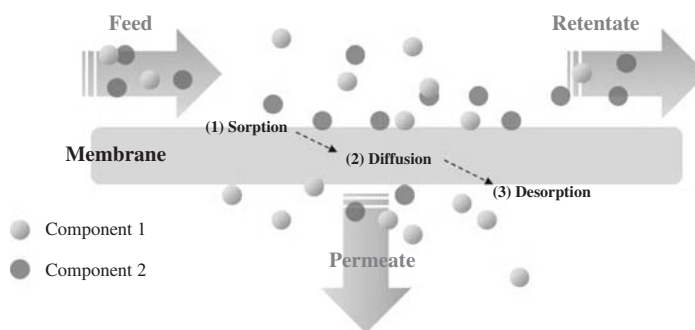 Feed
Retentate
(1) Sorption
Membrane
(2) Diffusion
(3) Desorption
Component 1
Permeate
Component 2